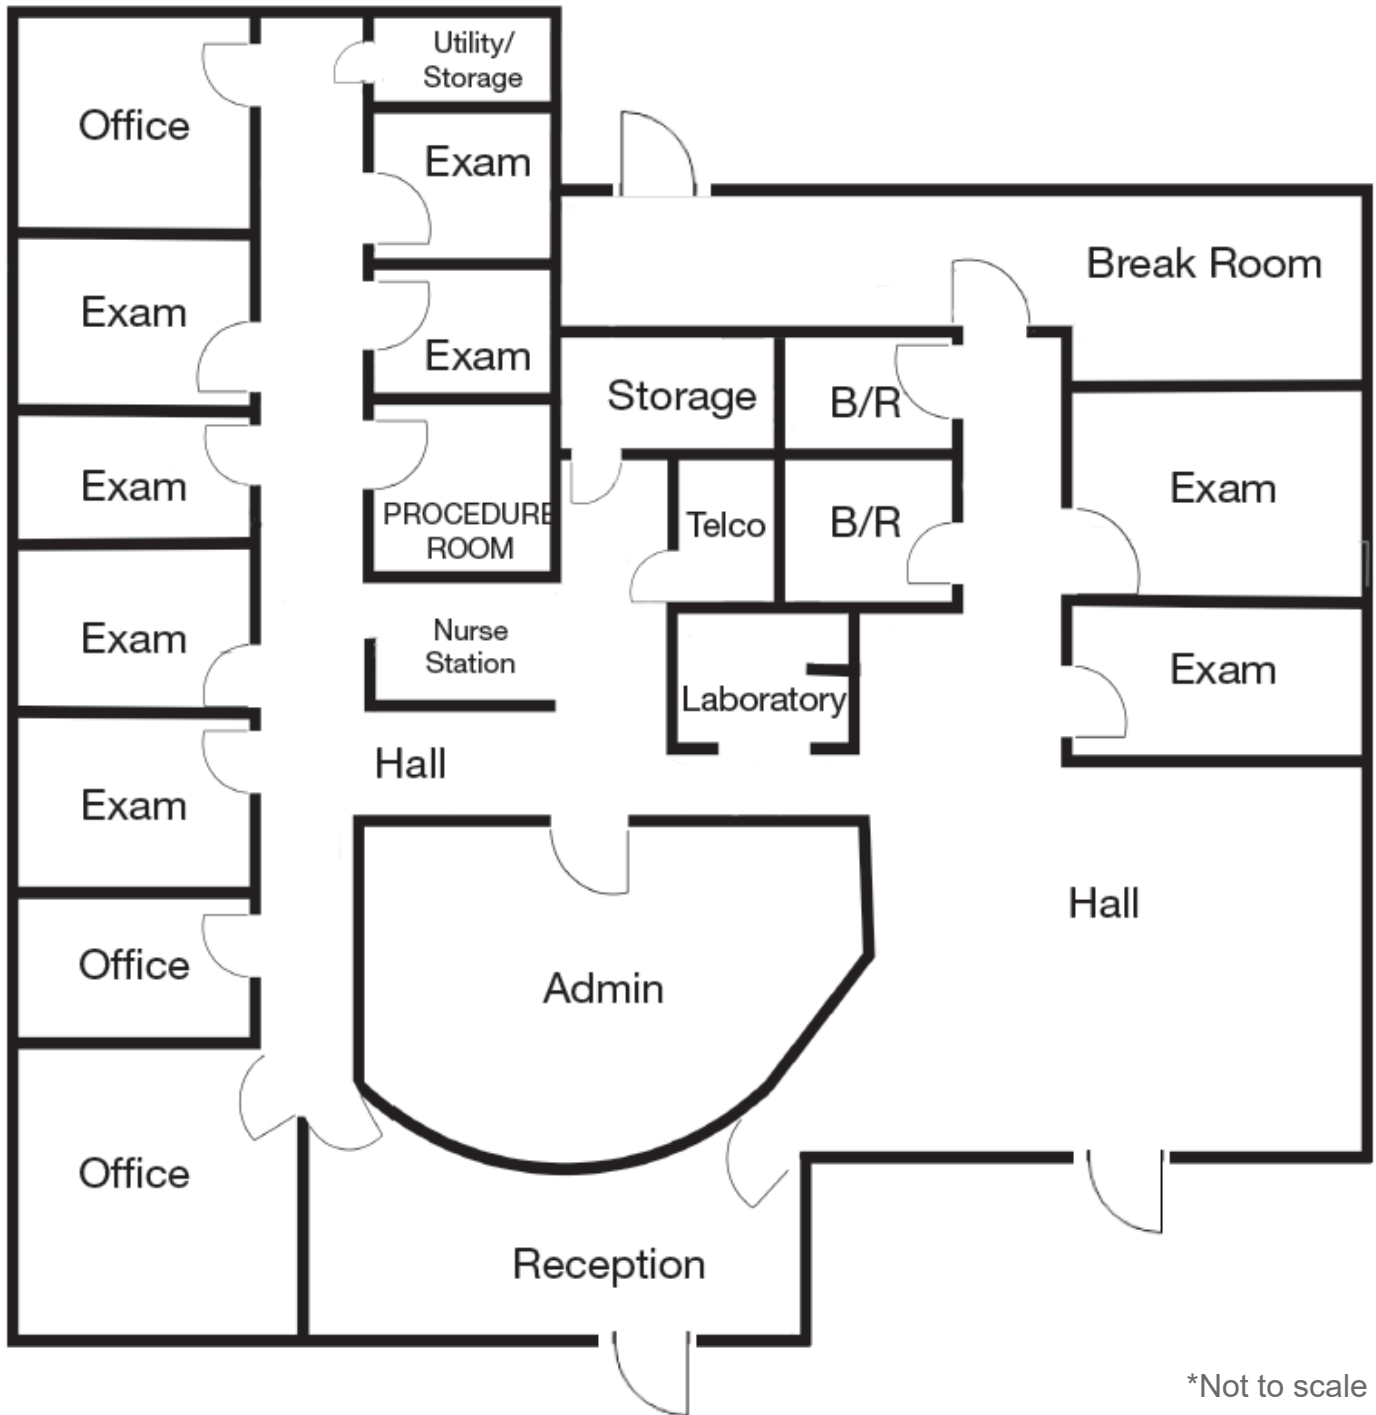 Utility/
Storage
Office
Exam
Break Room
Exam
Exam
Storage
B/R
Exam
Exam
PROCEDURE
ROOM
Telco
B/R
Exam
Exam
Nurse
Station
Laboratory
Exam
Hall
Exam
Hall
Office
Admin
Office
Reception
*Not to scale